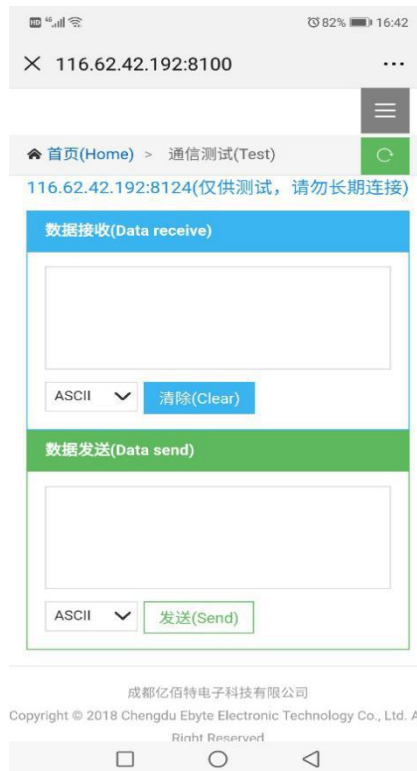 HD 46 82% 16:42
116.62.42.192:8100
首页(Home) > 通信测试(Test)
116.62.42.192:8124(仅供测试，请勿长期连接)
数据接收(Data receive)
ASCII 清除(Clear)
数据发送(Data send)
ASCII 发送(Send)
成都亿佰特电子科技有限公司
Copyright © 2018 Chengdu Ebyte Electronic Technology Co., Ltd. A
Right Reserved